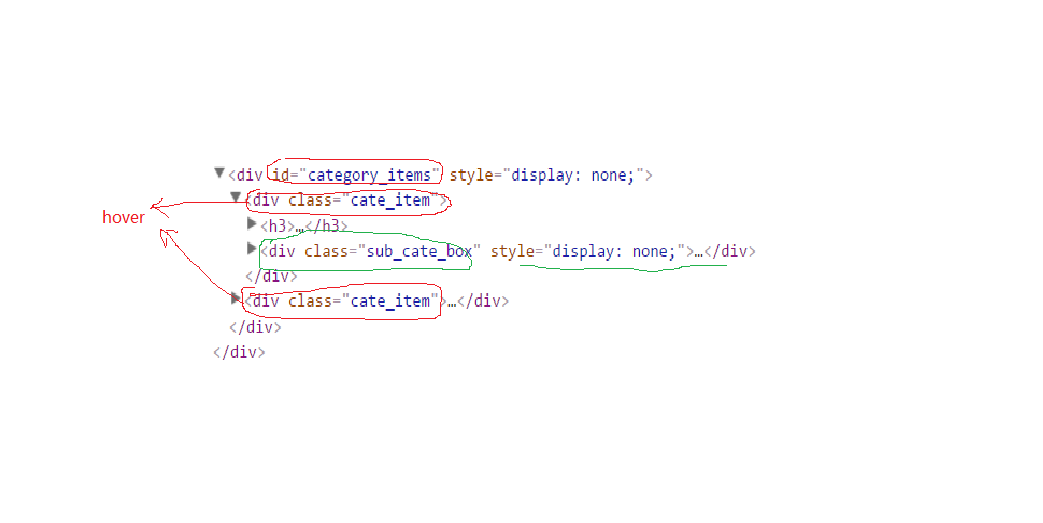 ▼<div id="category_items" style="display: none;">
▼<div class="cate_item">
hover
▶<h3>…</h3>
▶<div class="sub_cate_box" style="display: none;">…</div>
</div>
▶<div class="cate_item">…</div>
</div>
</div>